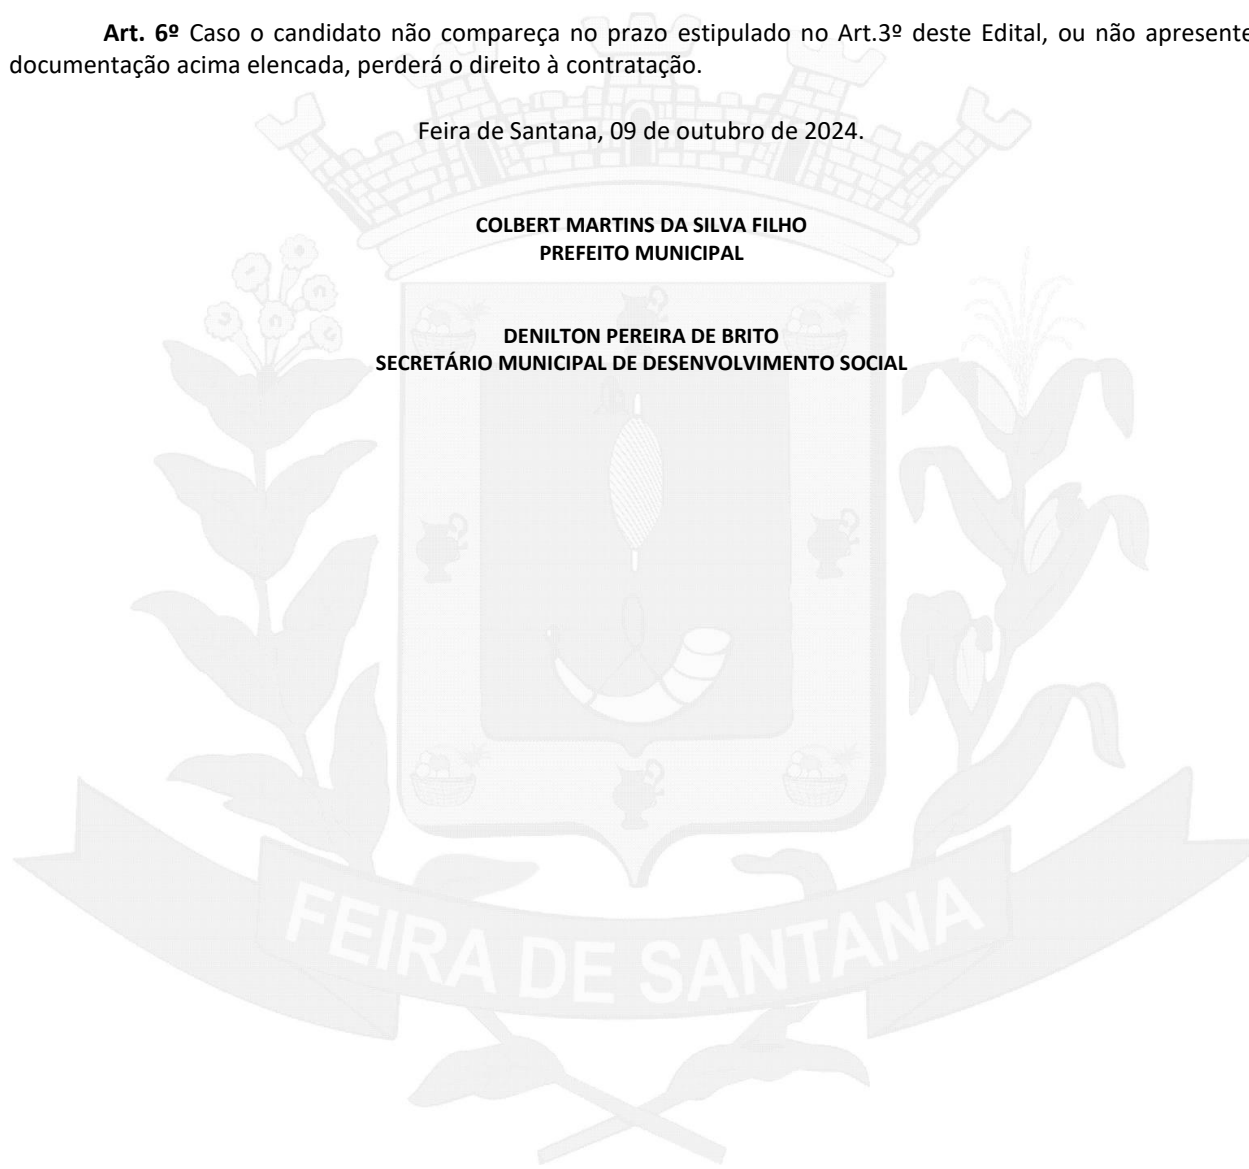 Art. 6º Caso o candidato não compareça no prazo estipulado no Art.3º deste Edital, ou não apresente
documentação acima elencada, perderá o direito à contratação.
Feira de Santana, 09 de outubro de 2024.
COLBERT MARTINS DA SILVA FILHO
PREFEITO MUNICIPAL
DENILTON PEREIRA DE BRITO
SECRETÁRIO MUNICIPAL DE DESENVOLVIMENTO SOCIAL
FEIRA DE SANTANA